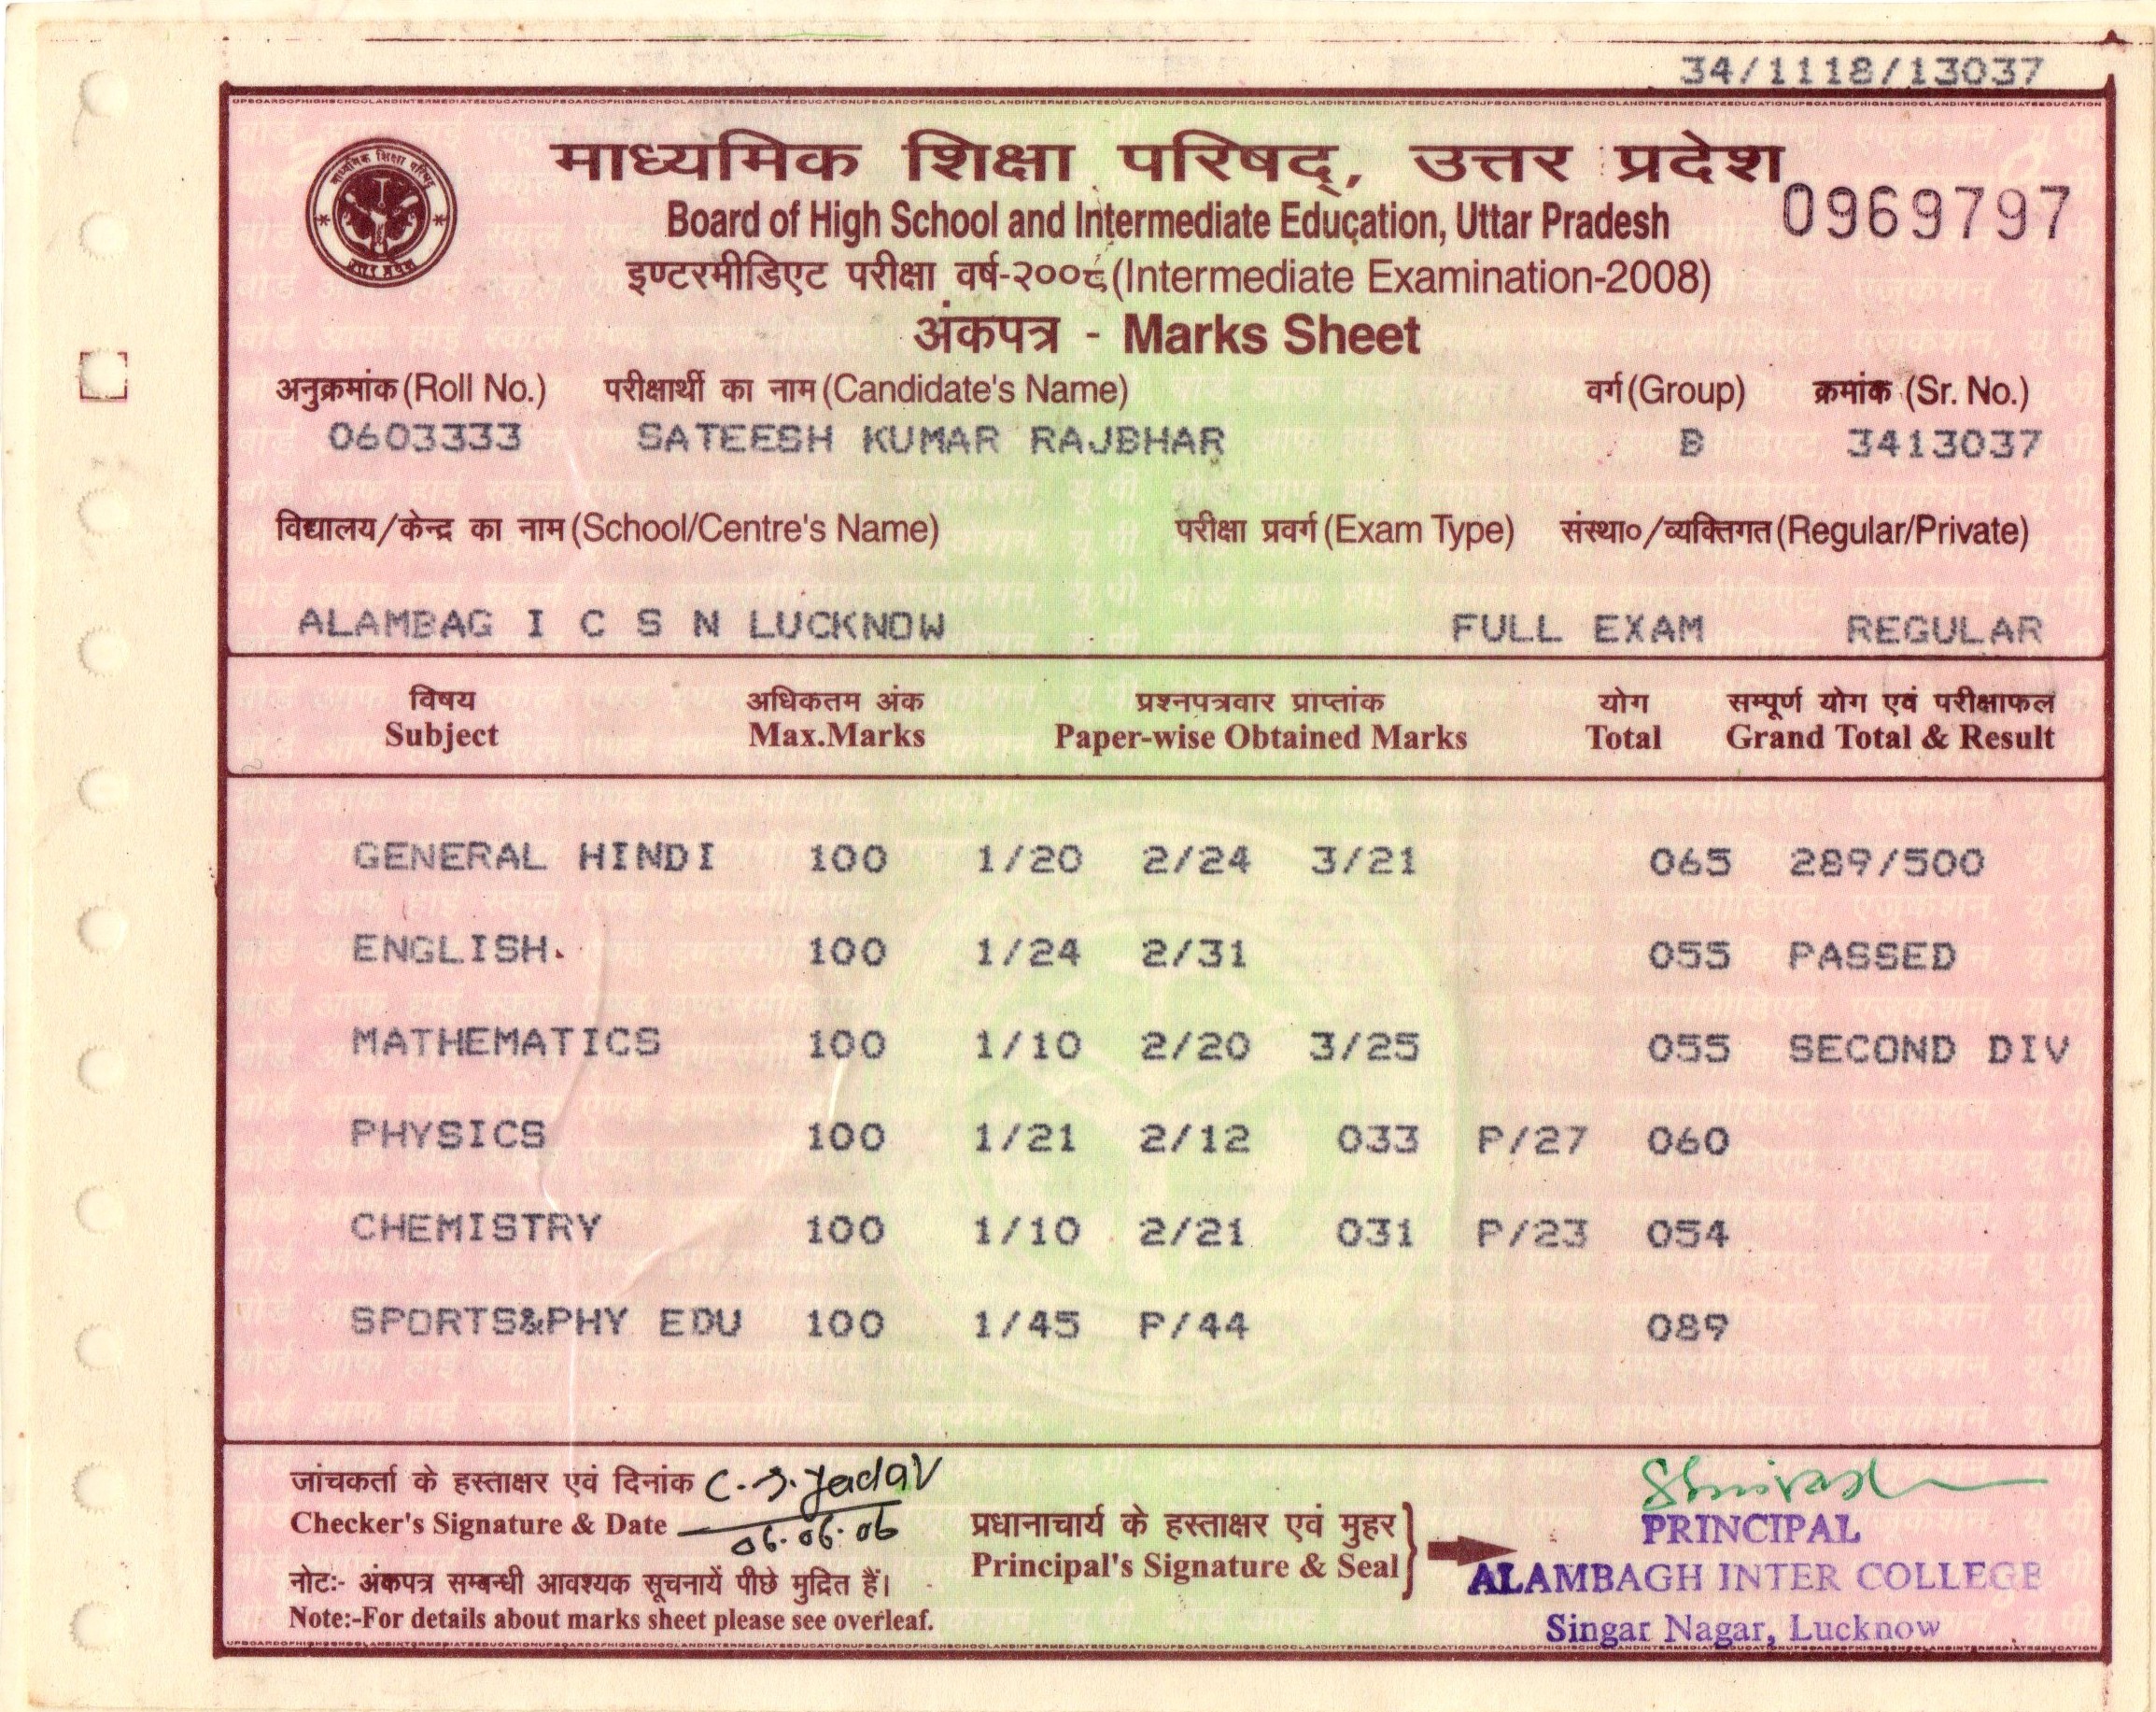 34/1118/13037
माध्यमिक शिक्षा परिषद्, उत्तर प्रदेश
0969797
Board of High School and Intermediate Education, Uttar Pradesh
इण्टरमीडिएट परीक्षा वर्ष-२००८ (Intermediate Examination-2008)
अंकपत्र - Marks Sheet
अनुक्रमांक (Roll No.) परीक्षार्थी का नाम (Candidate's Name) वर्ग (Group) क्रमांक (Sr. No.)
0603333 SATEESH KUMAR RAJBHAR B 3413037
विद्यालय/केन्द्र का नाम (School/Centre's Name) परीक्षा प्रवर्ग (Exam Type) संस्था०/व्यक्तिगत (Regular/Private)
ALAMBAG I C S N LUCKNOW FULL EXAM REGULAR
विषय अधिकतम अंक प्रश्नपत्रवार प्राप्तांक योग सम्पूर्ण योग एवं परीक्षाफल
Subject Max.Marks Paper-wise Obtained Marks Total Grand Total & Result
GENERAL HINDI 100 1/20 2/24 3/21 065 289/500
ENGLISH 100 1/24 2/31 055 PASSED
MATHEMATICS 100 1/10 2/20 3/25 055 SECOND DIV
PHYSICS 100 1/21 2/12 033 P/27 060
CHEMISTRY 100 1/10 2/21 031 P/23 054
SPORTS&PHY EDU 100 1/45 P/44 089
जांचकर्ता के हस्ताक्षर एवं दिनांक C.S. Yadav
Checker's Signature & Date 06.06.06
प्रधानाचार्य के हस्ताक्षर एवं मुहर
Principal's Signature & Seal
PRINCIPAL
ALAMBAGH INTER COLLEGE
Singar Nagar, Lucknow
नोट:- अंकपत्र सम्बन्धी आवश्यक सूचनायें पीछे मुद्रित हैं।
Note:-For details about marks sheet please see overleaf.